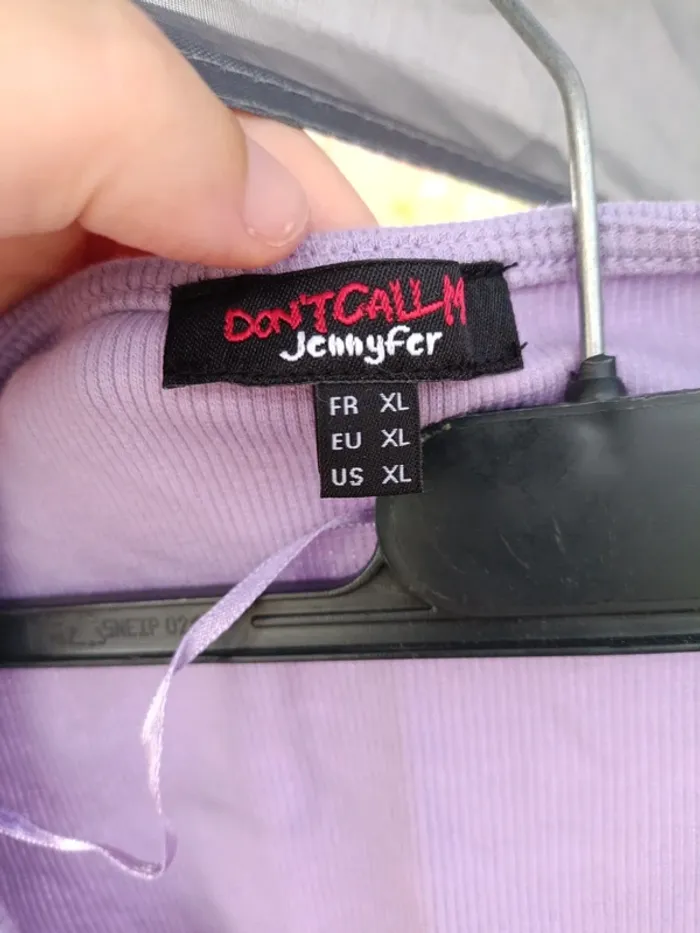 DON'T CALL M
Jennyfer
FR XL
EU XL
US XL